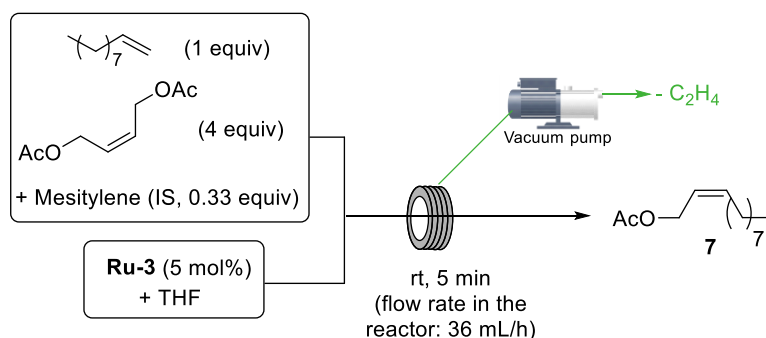 7
(1 equiv)
OAc
AcO
(4 equiv)
+ Mesitylene (IS, 0.33 equiv)
Ru-3 (5 mol%)
+ THF
- C2H4
Vacuum pump
rt, 5 min
(flow rate in the
reactor: 36 mL/h)
AcO
7
7